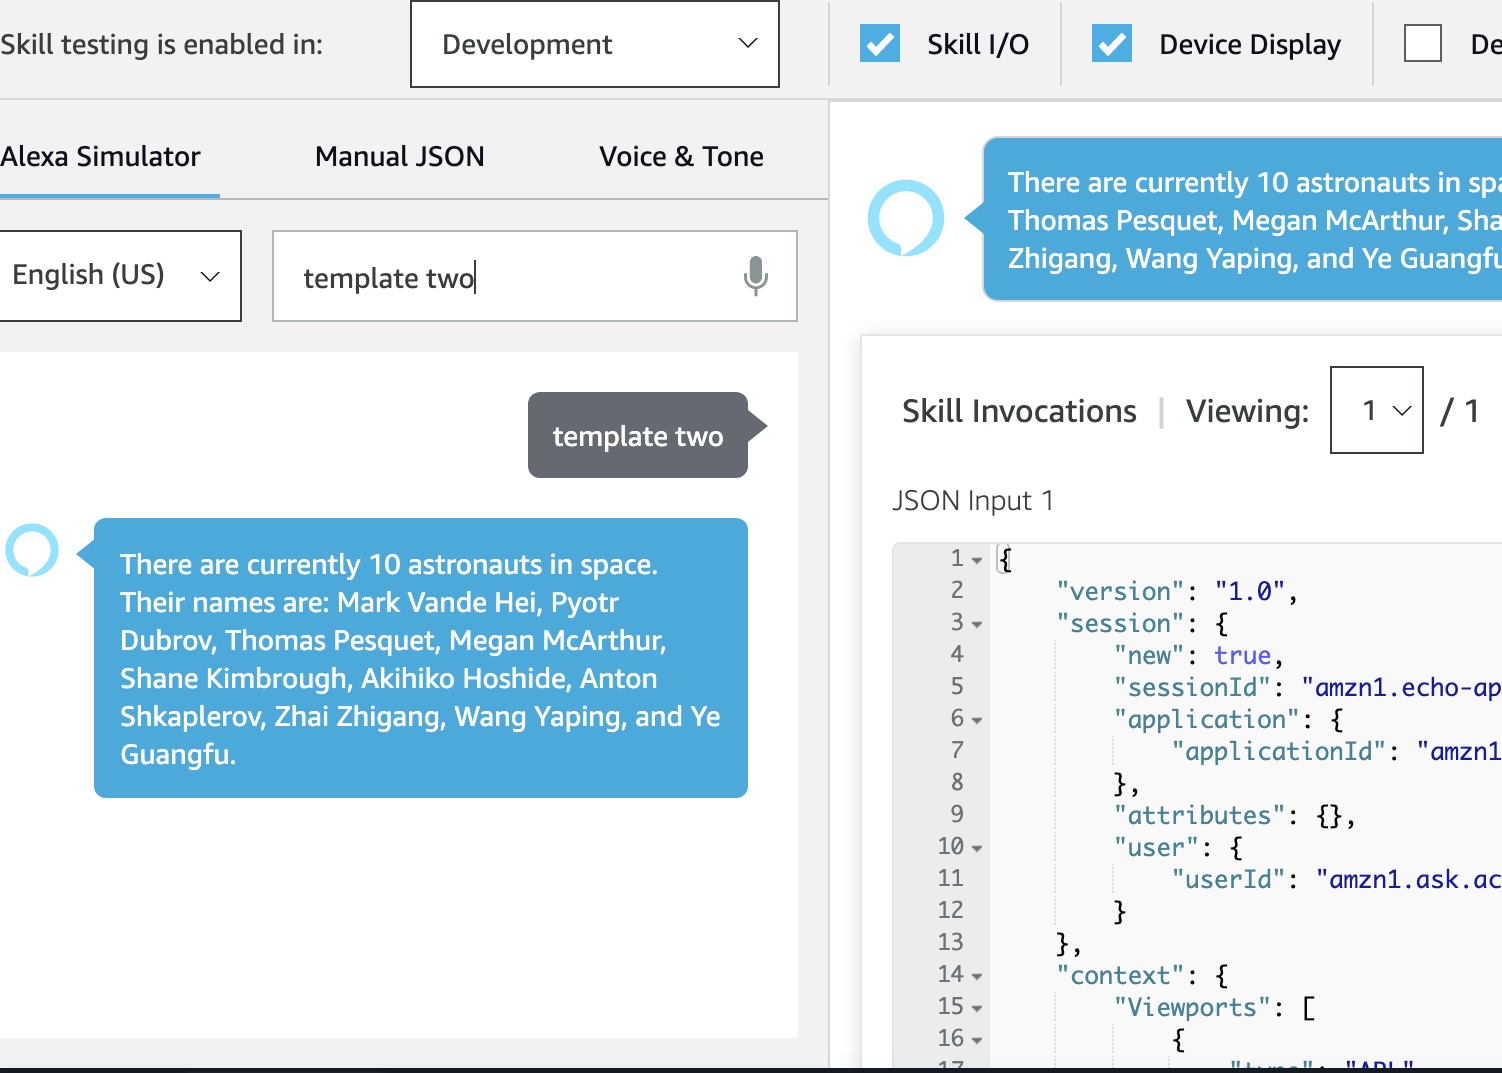 Skill testing is enabled in:
Development
Skill I/O
Device Display
De
Alexa Simulator
Manual JSON
Voice & Tone
English (US)
template two
template two
There are currently 10 astronauts in space.
Their names are: Mark Vande Hei, Pyotr
Dubrov, Thomas Pesquet, Megan McArthur,
Shane Kimbrough, Akihiko Hoshide, Anton
Shkaplerov, Zhai Zhigang, Wang Yaping, and Ye
Guangfu.
There are currently 10 astronauts in spa
Thomas Pesquet, Megan McArthur, Sha
Zhigang, Wang Yaping, and Ye Guangfu
Skill Invocations | Viewing: 1 / 1
JSON Input 1
1 {
2 "version": "1.0",
3 "session": {
4 "new": true,
5 "sessionId": "amzn1.echo-ap
6 "application": {
7 "applicationId": "amzn1
8 },
9 "attributes": {},
10 "user": {
11 "userId": "amzn1.ask.ac
12 }
13 },
14 "context": {
15 "Viewports": [
16 {
17 "type": "APL"